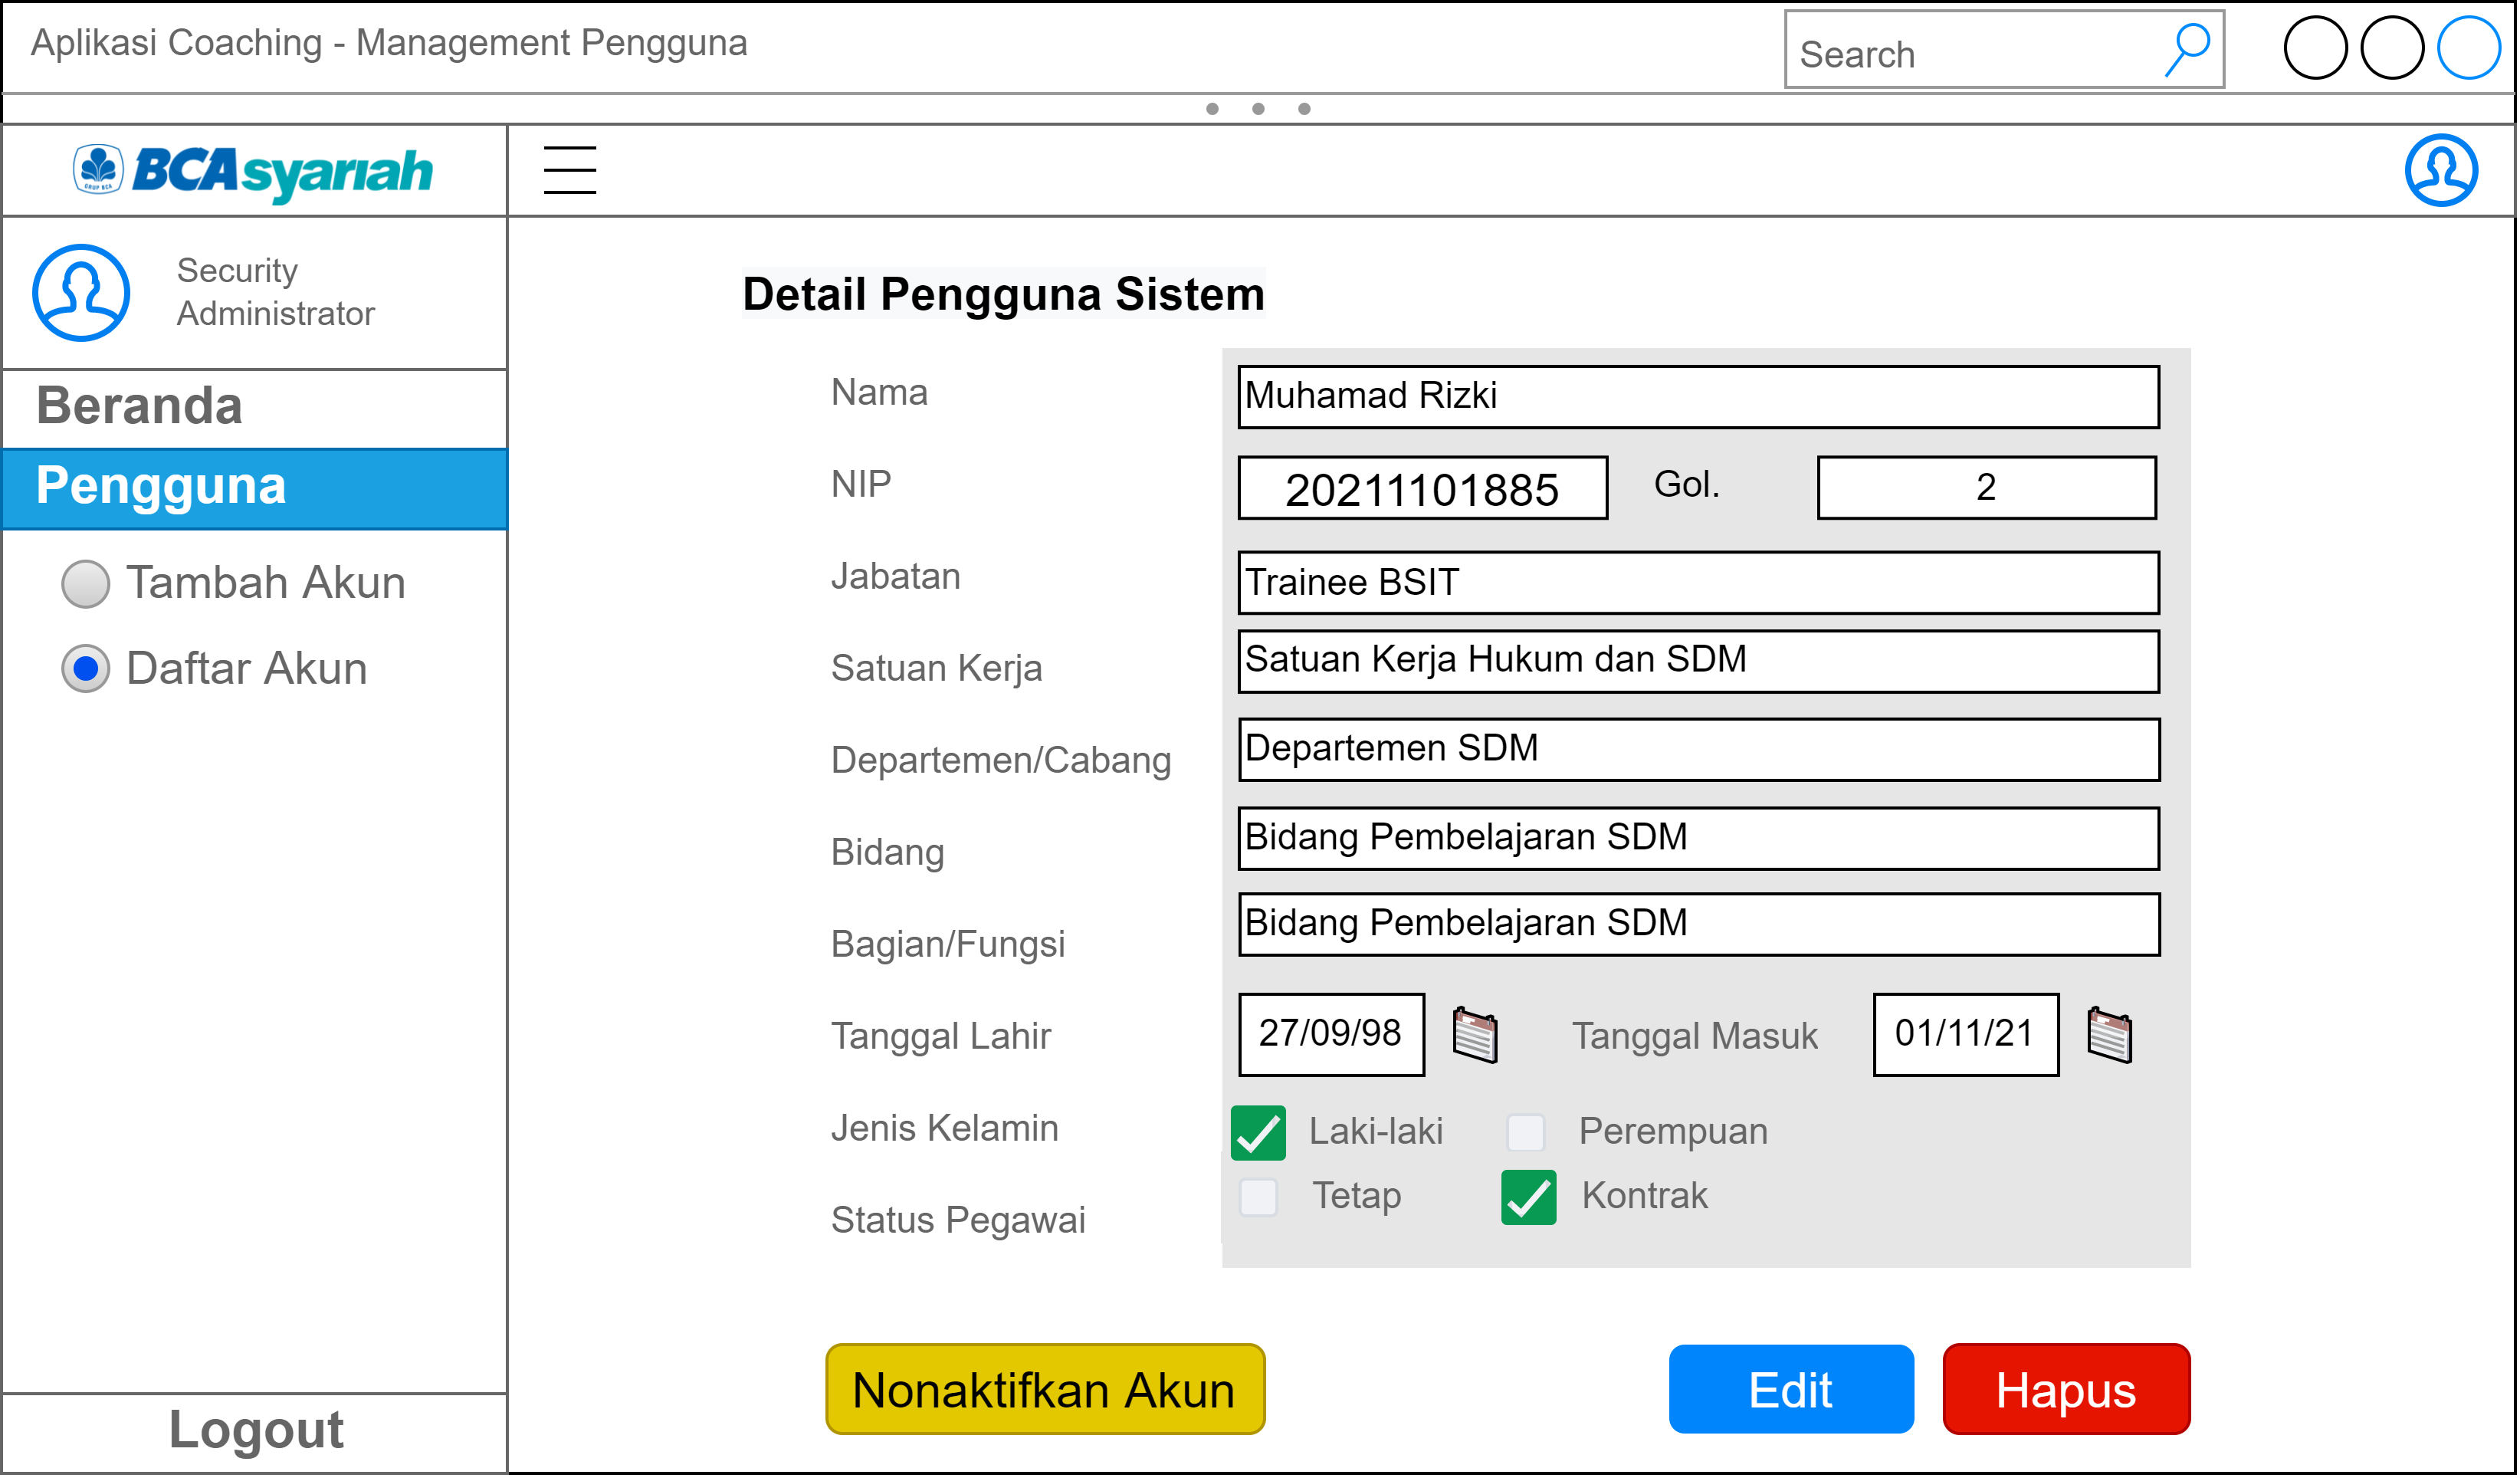 Aplikasi Coaching - Management Pengguna
Search
BCAsyariah
GRUP BCA
Security
Administrator
Beranda
Pengguna
Tambah Akun
Daftar Akun
Logout
Detail Pengguna Sistem
Nama Muhamad Rizki
NIP 20211101885 Gol. 2
Jabatan Trainee BSIT
Satuan Kerja Satuan Kerja Hukum dan SDM
Departemen/Cabang Departemen SDM
Bidang Bidang Pembelajaran SDM
Bagian/Fungsi Bidang Pembelajaran SDM
Tanggal Lahir 27/09/98 Tanggal Masuk 01/11/21
Jenis Kelamin Laki-laki Perempuan
Status Pegawai Tetap Kontrak
Nonaktifkan Akun Edit Hapus